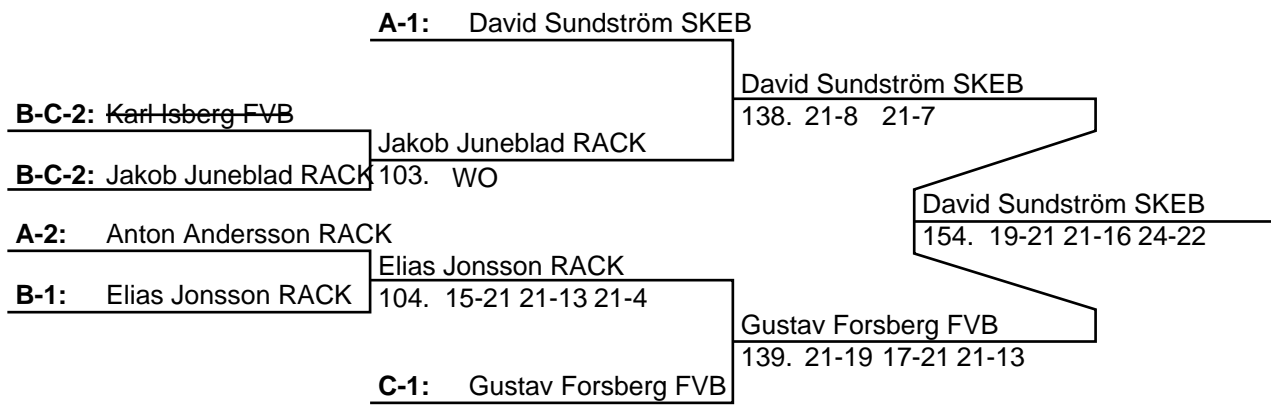 A-1: David Sundström SKEB
David Sundström SKEB
B-C-2: Karl Isberg FVB
138. 21-8 21-7
Jakob Juneblad RACK
B-C-2: Jakob Juneblad RACK
103. WO
David Sundström SKEB
A-2: Anton Andersson RACK
154. 19-21 21-16 24-22
Elias Jonsson RACK
B-1: Elias Jonsson RACK
104. 15-21 21-13 21-4
Gustav Forsberg FVB
139. 21-19 17-21 21-13
C-1: Gustav Forsberg FVB